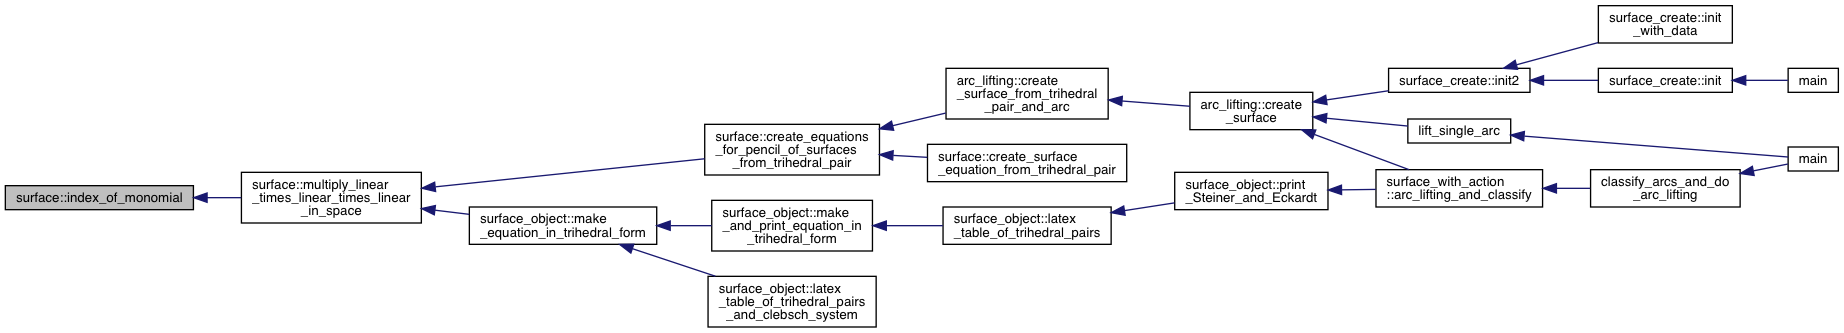 surface::index_of_monomial
surface::multiply_linear
_times_linear_times_linear
_in_space
surface::create_equations
_for_pencil_of_surfaces
_from_trihedral_pair
surface_object::make
_equation_in_trihedral_form
arc_lifting::create
_surface_from_trihedral
_pair_and_arc
surface::create_surface
_equation_from_trihedral_pair
surface_object::make
_and_print_equation_in
_trihedral_form
surface_object::latex
_table_of_trihedral_pairs
_and_clebsch_system
surface_object::latex
_table_of_trihedral_pairs
arc_lifting::create
_surface
surface_object::print
_Steiner_and_Eckardt
surface_create::init2
lift_single_arc
surface_with_action
::arc_lifting_and_classify
surface_create::init
_with_data
surface_create::init
main
classify_arcs_and_do
_arc_lifting
main